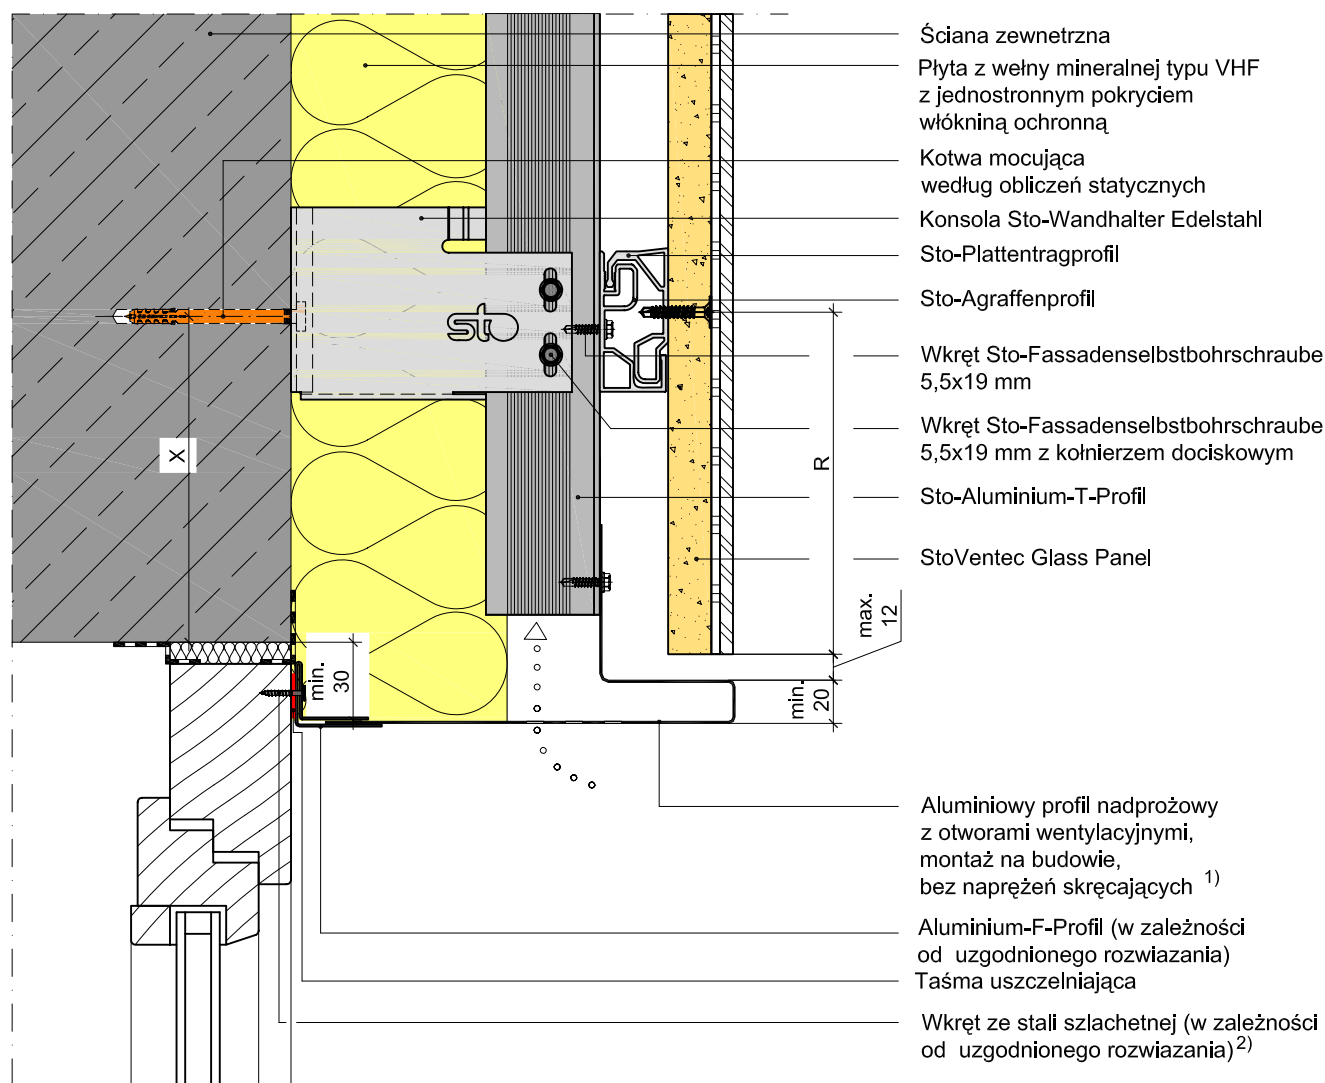 Ściana zewnetrzna
Płyta z wełny mineralnej typu VHF
z jednostronnym pokryciem
włókniną ochronną
Kotwa mocująca
według obliczeń statycznych
Konsola Sto-Wandhalter Edelstahl
Sto-Plattentragprofil
Sto-Agraffenprofil
Wkręt Sto-Fassadenselbstbohrschraube
5,5x19 mm
Wkręt Sto-Fassadenselbstbohrschraube
5,5x19 mm z kołnierzem dociskowym
Sto-Aluminium-T-Profil
StoVentec Glass Panel
sto
X
R
max.
12
min.
30
min.
20
Aluminiowy profil nadprożowy
z otworami wentylacyjnymi,
montaż na budowie,
bez naprężeń skręcających 1)
Aluminium-F-Profil (w zależności
od uzgodnionego rozwiazania)
Taśma uszczelniająca
Wkręt ze stali szlachetnej (w zależności
od uzgodnionego rozwiazania)2)